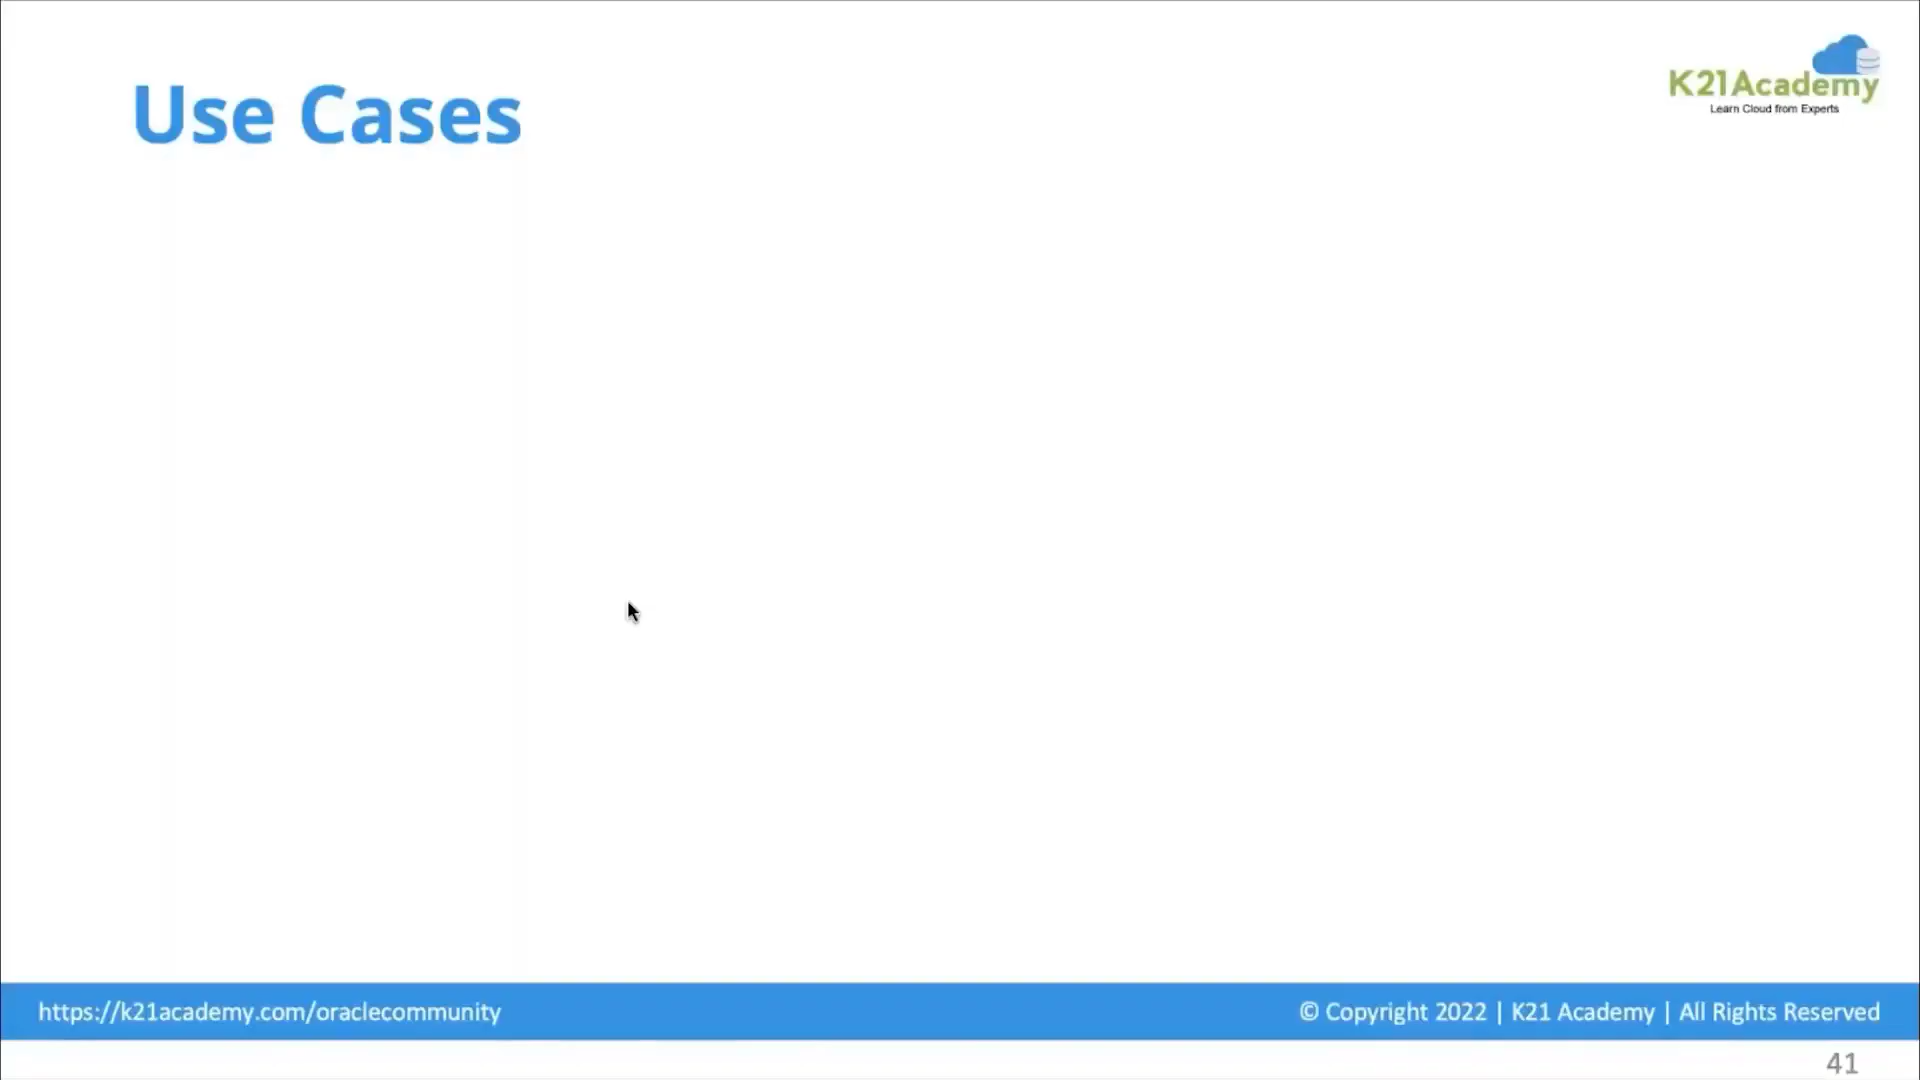 Use Cases
K21Academy
Learn Cloud from Experts
https://k21academy.com/oraclecommunity
© Copyright 2022 | K21 Academy | All Rights Reserved
41